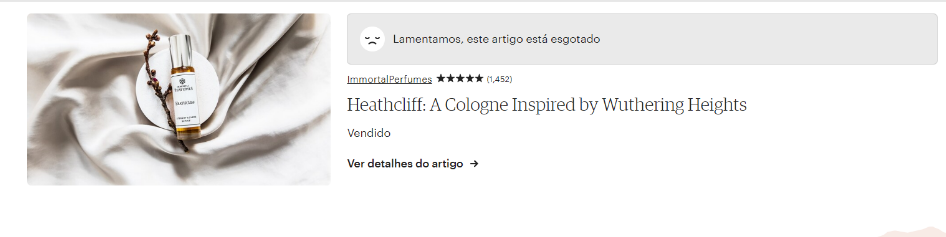 Lamentamos, este artigo está esgotado
ImmortalPerfumes ★★★★★ (1,452)
Heathcliff: A Cologne Inspired by Wuthering Heights
Vendido
Ver detalhes do artigo →